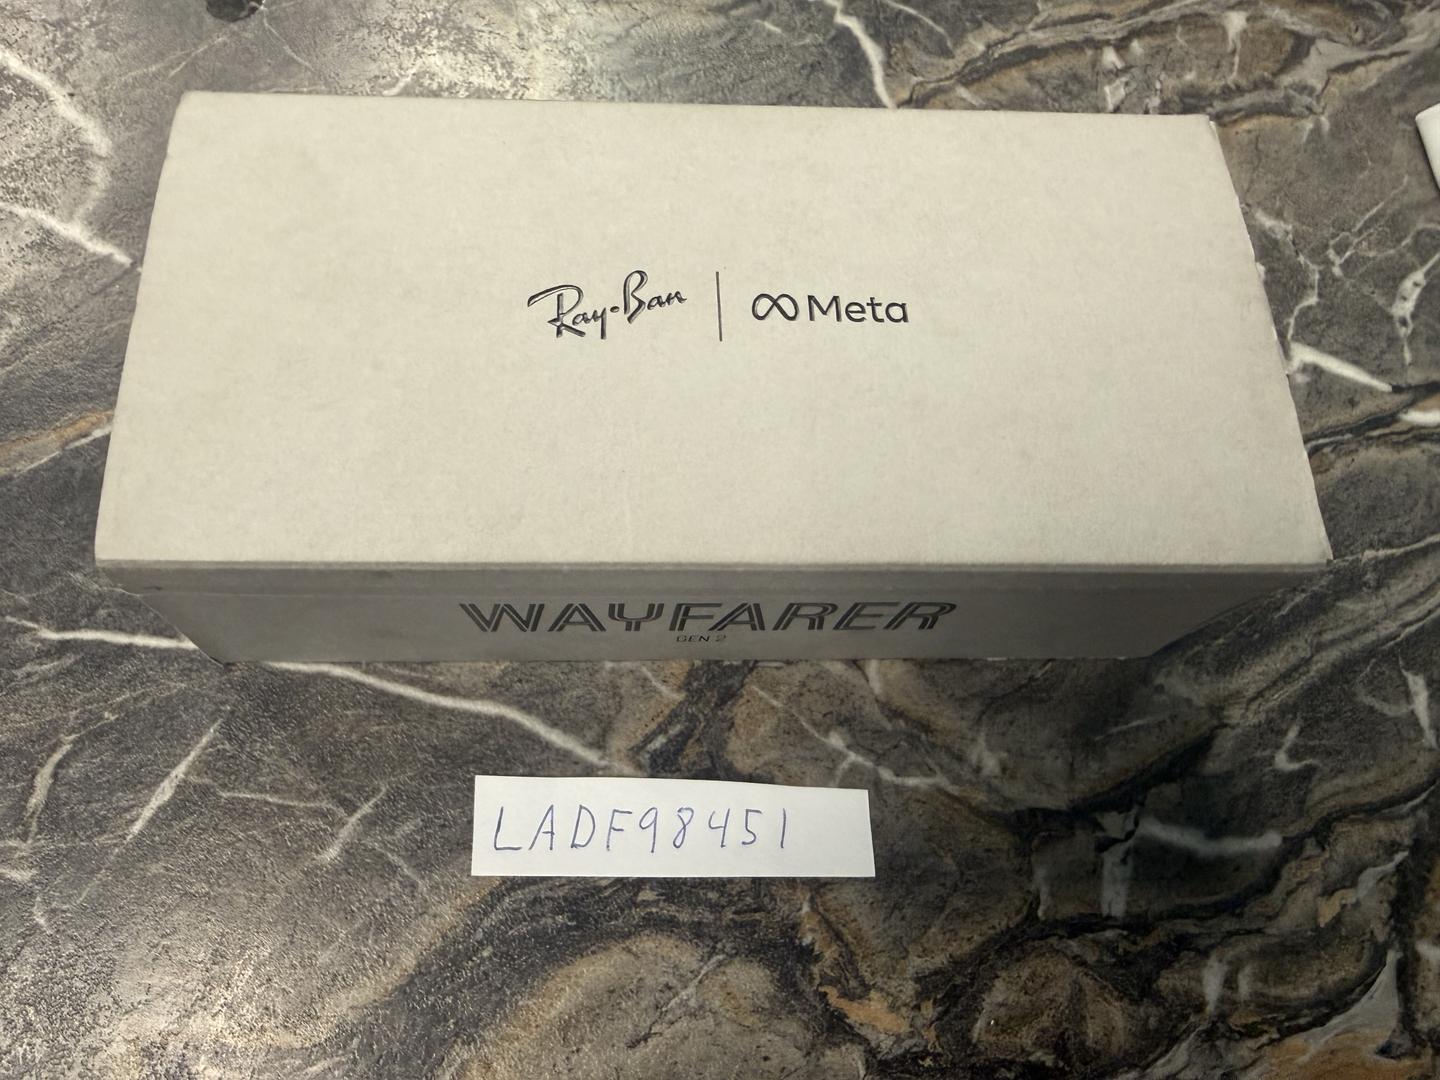 Ray-Ban | ∞ Meta
WAYFARER
GEN 2
LADF98451